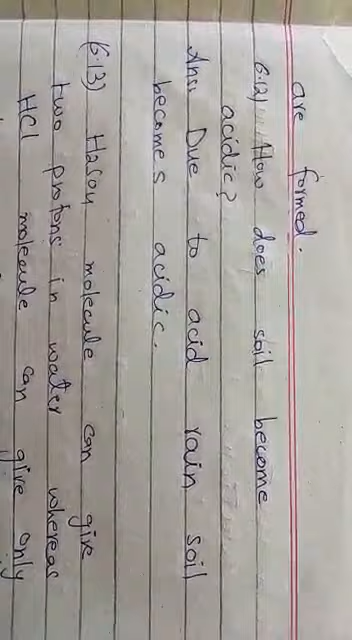 are formed.
6.12) How does soil become
acidic?
Ans: Due to acid rain soil
becomes acidic.
(6.13) H2SO4 molecule can give
two protons in water whereas
HCl molecule can give only